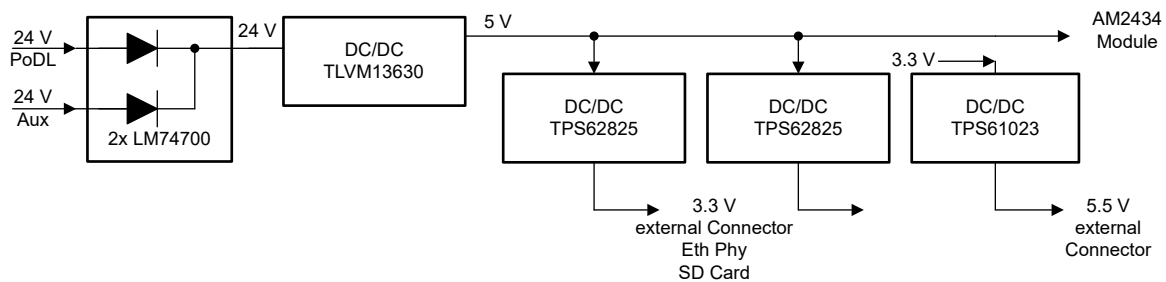 24 V
PoDL
24 V
Aux
2x LM74700
24 V
DC/DC
TLVM13630
5 V
AM2434
Module
DC/DC
TPS62825
DC/DC
TPS62825
3.3 V
DC/DC
TPS61023
3.3 V
external Connector
Eth Phy
SD Card
5.5 V
external
Connector